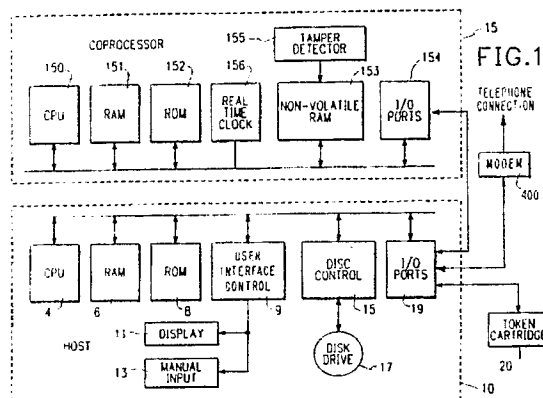 COPROCESSOR
155
TAMPER
DETECTOR
15
FIG.1
150
151
152
156
153
154
CPU
RAM
ROM
REAL
TIME
CLOCK
NON-VOLATILE
RAM
I/O
PORTS
TELEPHONE
CONNECTION
MODEM
400
CPU
RAM
ROM
USER
INTERFACE
CONTROL
DISC
CONTROL
I/O
PORTS
4
6
8
9
15
19
HOST
11
DISPLAY
13
MANUAL
INPUT
DISK
DRIVE
17
TOKEN
CARTRIDGE
20
10